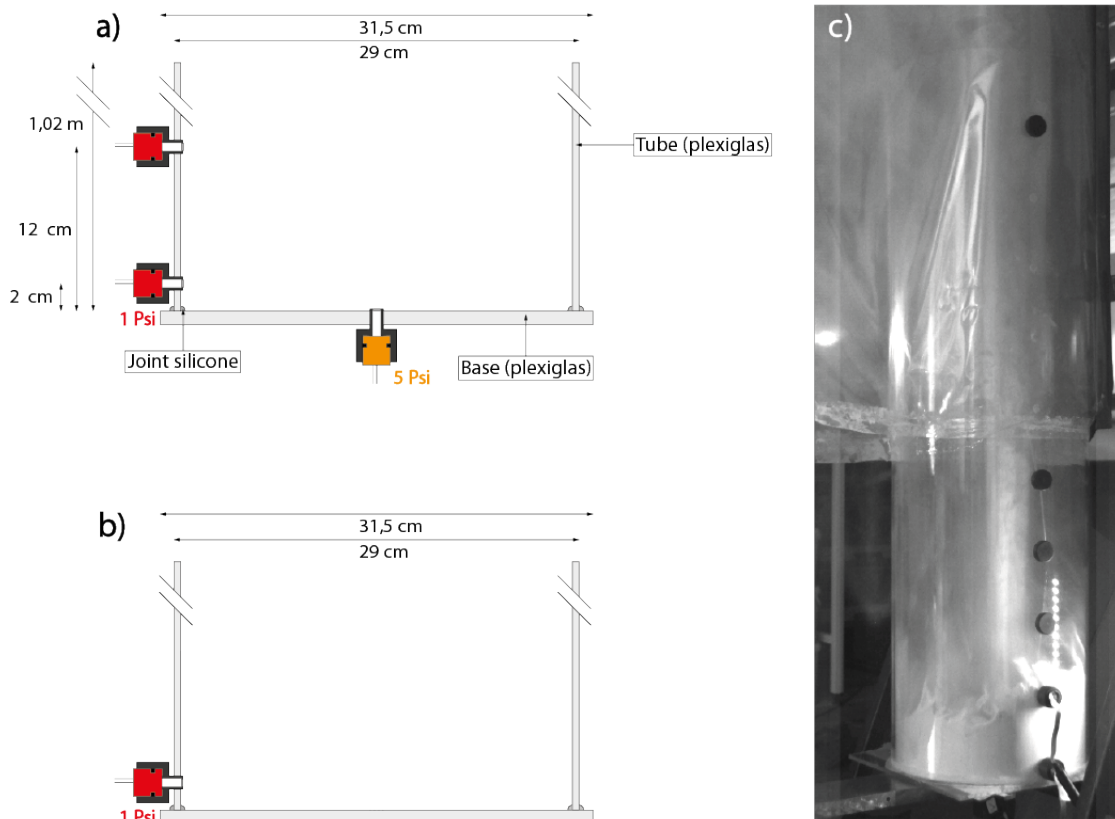 a)
31,5 cm
29 cm
1,02 m
Tube (plexiglas)
12 cm
2 cm
1 Psi
Joint silicone
5 Psi
Base (plexiglas)
b)
31,5 cm
29 cm
1 Psi
c)